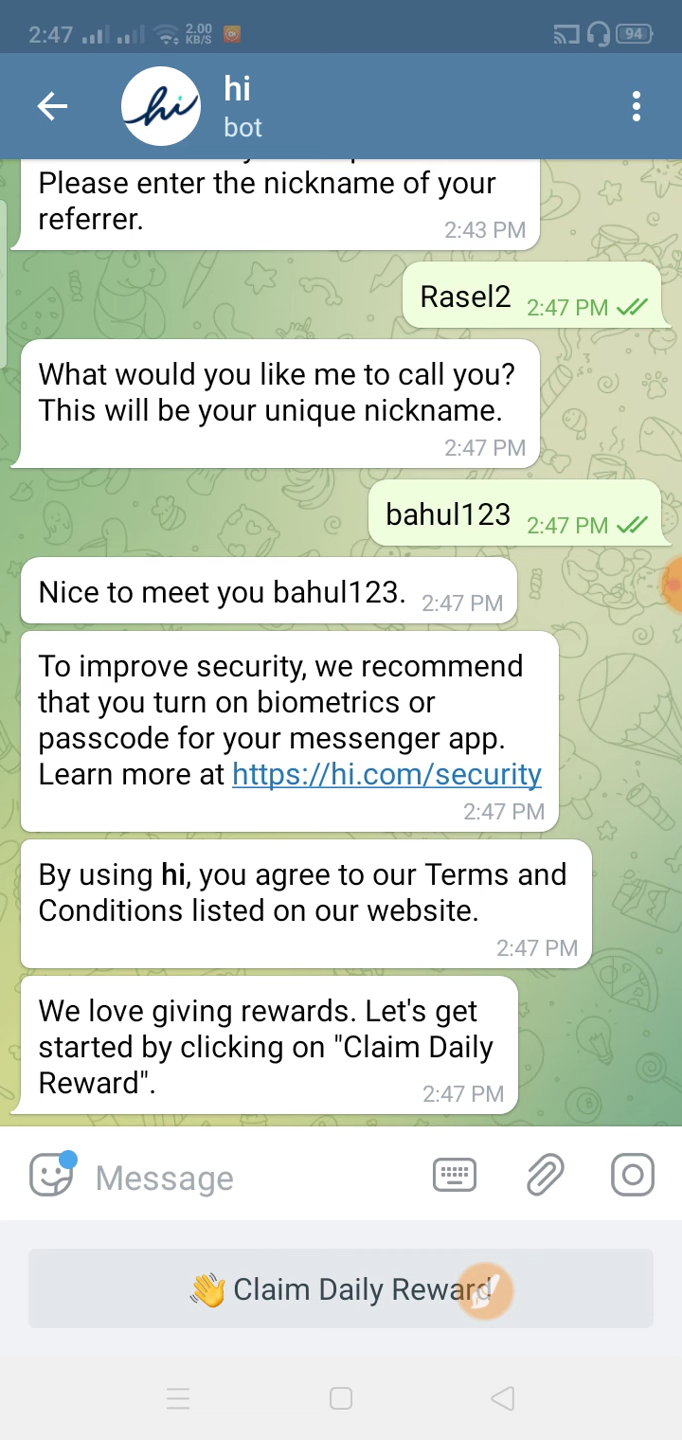 2:47
2.00
KB/S
94
hi
hi
bot
Please enter the nickname of your
referrer.
2:43 PM
Rasel2 2:47 PM
What would you like me to call you?
This will be your unique nickname.
2:47 PM
bahul123 2:47 PM
Nice to meet you bahul123. 2:47 PM
To improve security, we recommend
that you turn on biometrics or
passcode for your messenger app.
Learn more at https://hi.com/security
2:47 PM
By using hi, you agree to our Terms and
Conditions listed on our website.
2:47 PM
We love giving rewards. Let's get
started by clicking on "Claim Daily
Reward".
2:47 PM
Message
👋 Claim Daily Reward